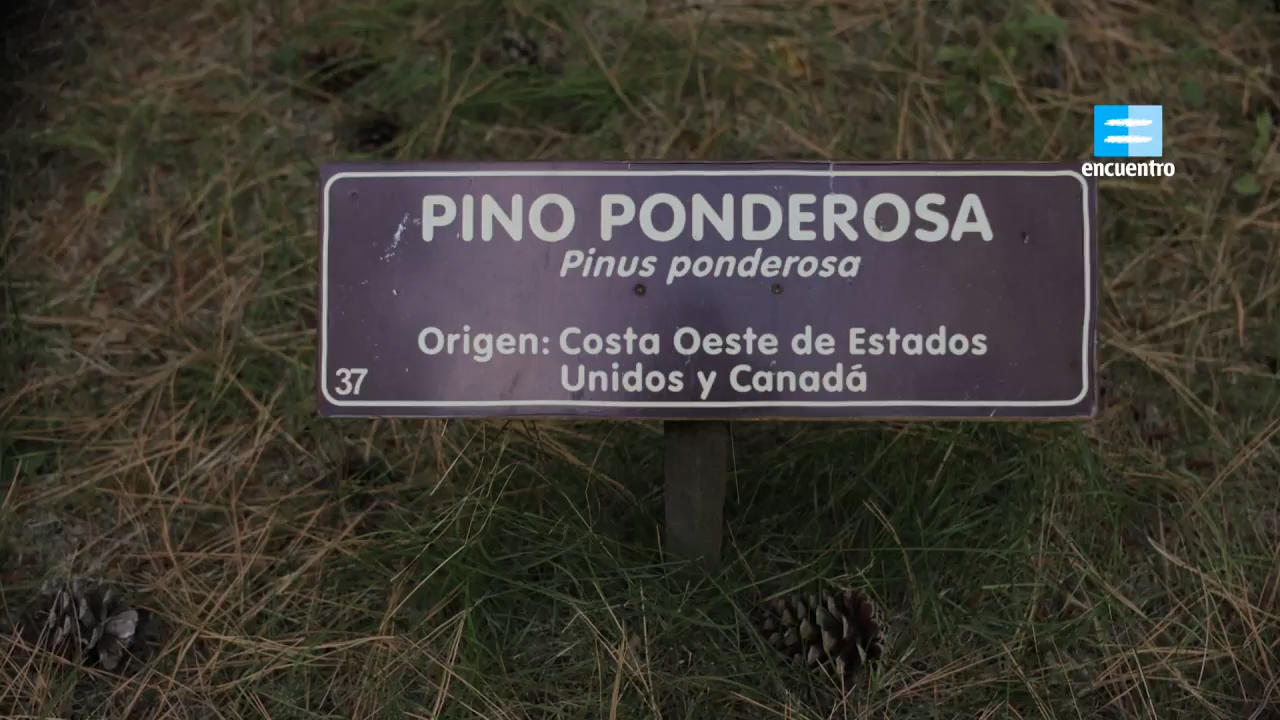 encuentro
PINO PONDEROSA
Pinus ponderosa
Origen: Costa Oeste de Estados
Unidos y Canadá
37